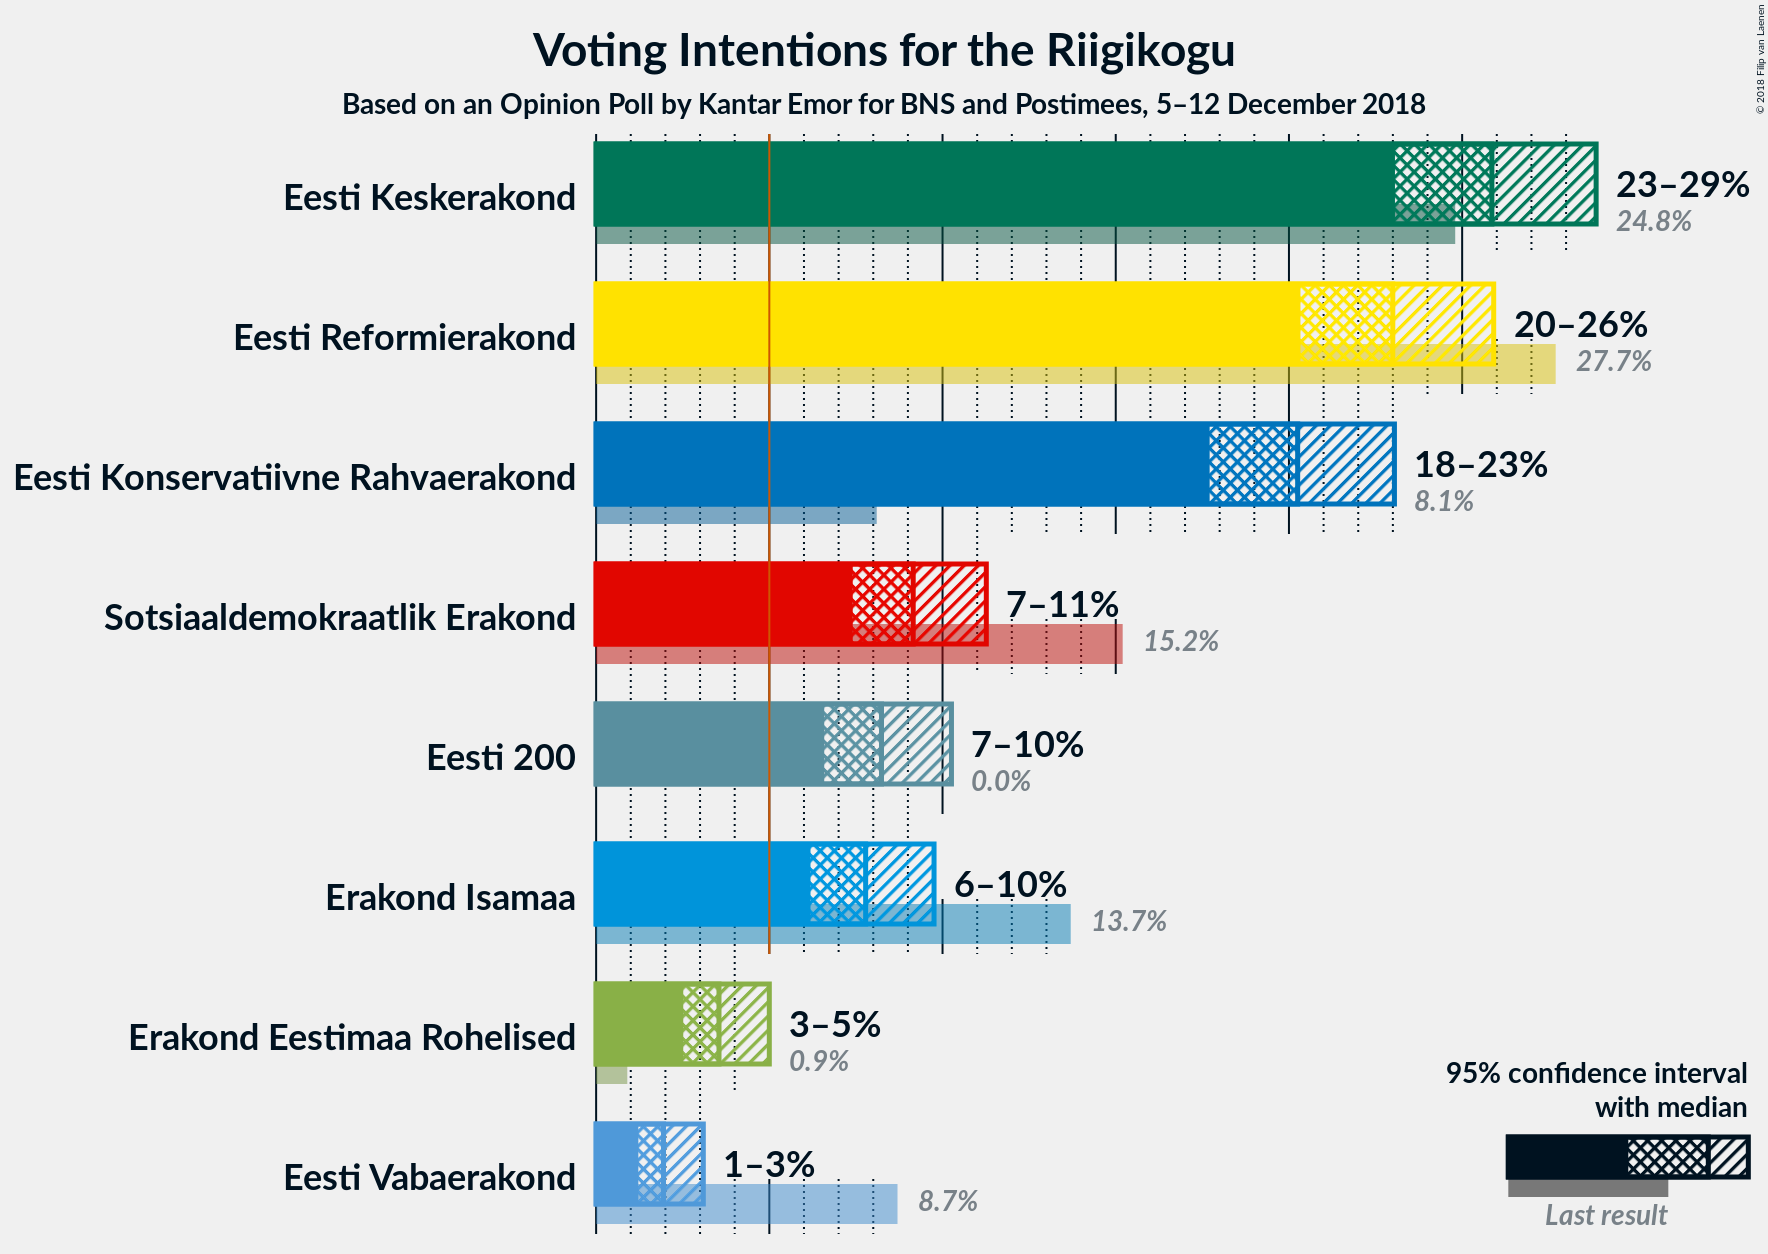 Voting Intentions for the Riigikogu
Based on an Opinion Poll by Kantar Emor for BNS and Postimees, 5–12 December 2018
© 2018 Filip van Laenen
Eesti Keskerakond
23–29%
24.8%
Eesti Reformierakond
20–26%
27.7%
Eesti Konservatiivne Rahvaerakond
18–23%
8.1%
Sotsiaaldemokraatlik Erakond
7–11%
15.2%
Eesti 200
7–10%
0.0%
Erakond Isamaa
6–10%
13.7%
Erakond Eestimaa Rohelised
3–5%
0.9%
Eesti Vabaerakond
1–3%
8.7%
95% confidence interval
with median
Last result